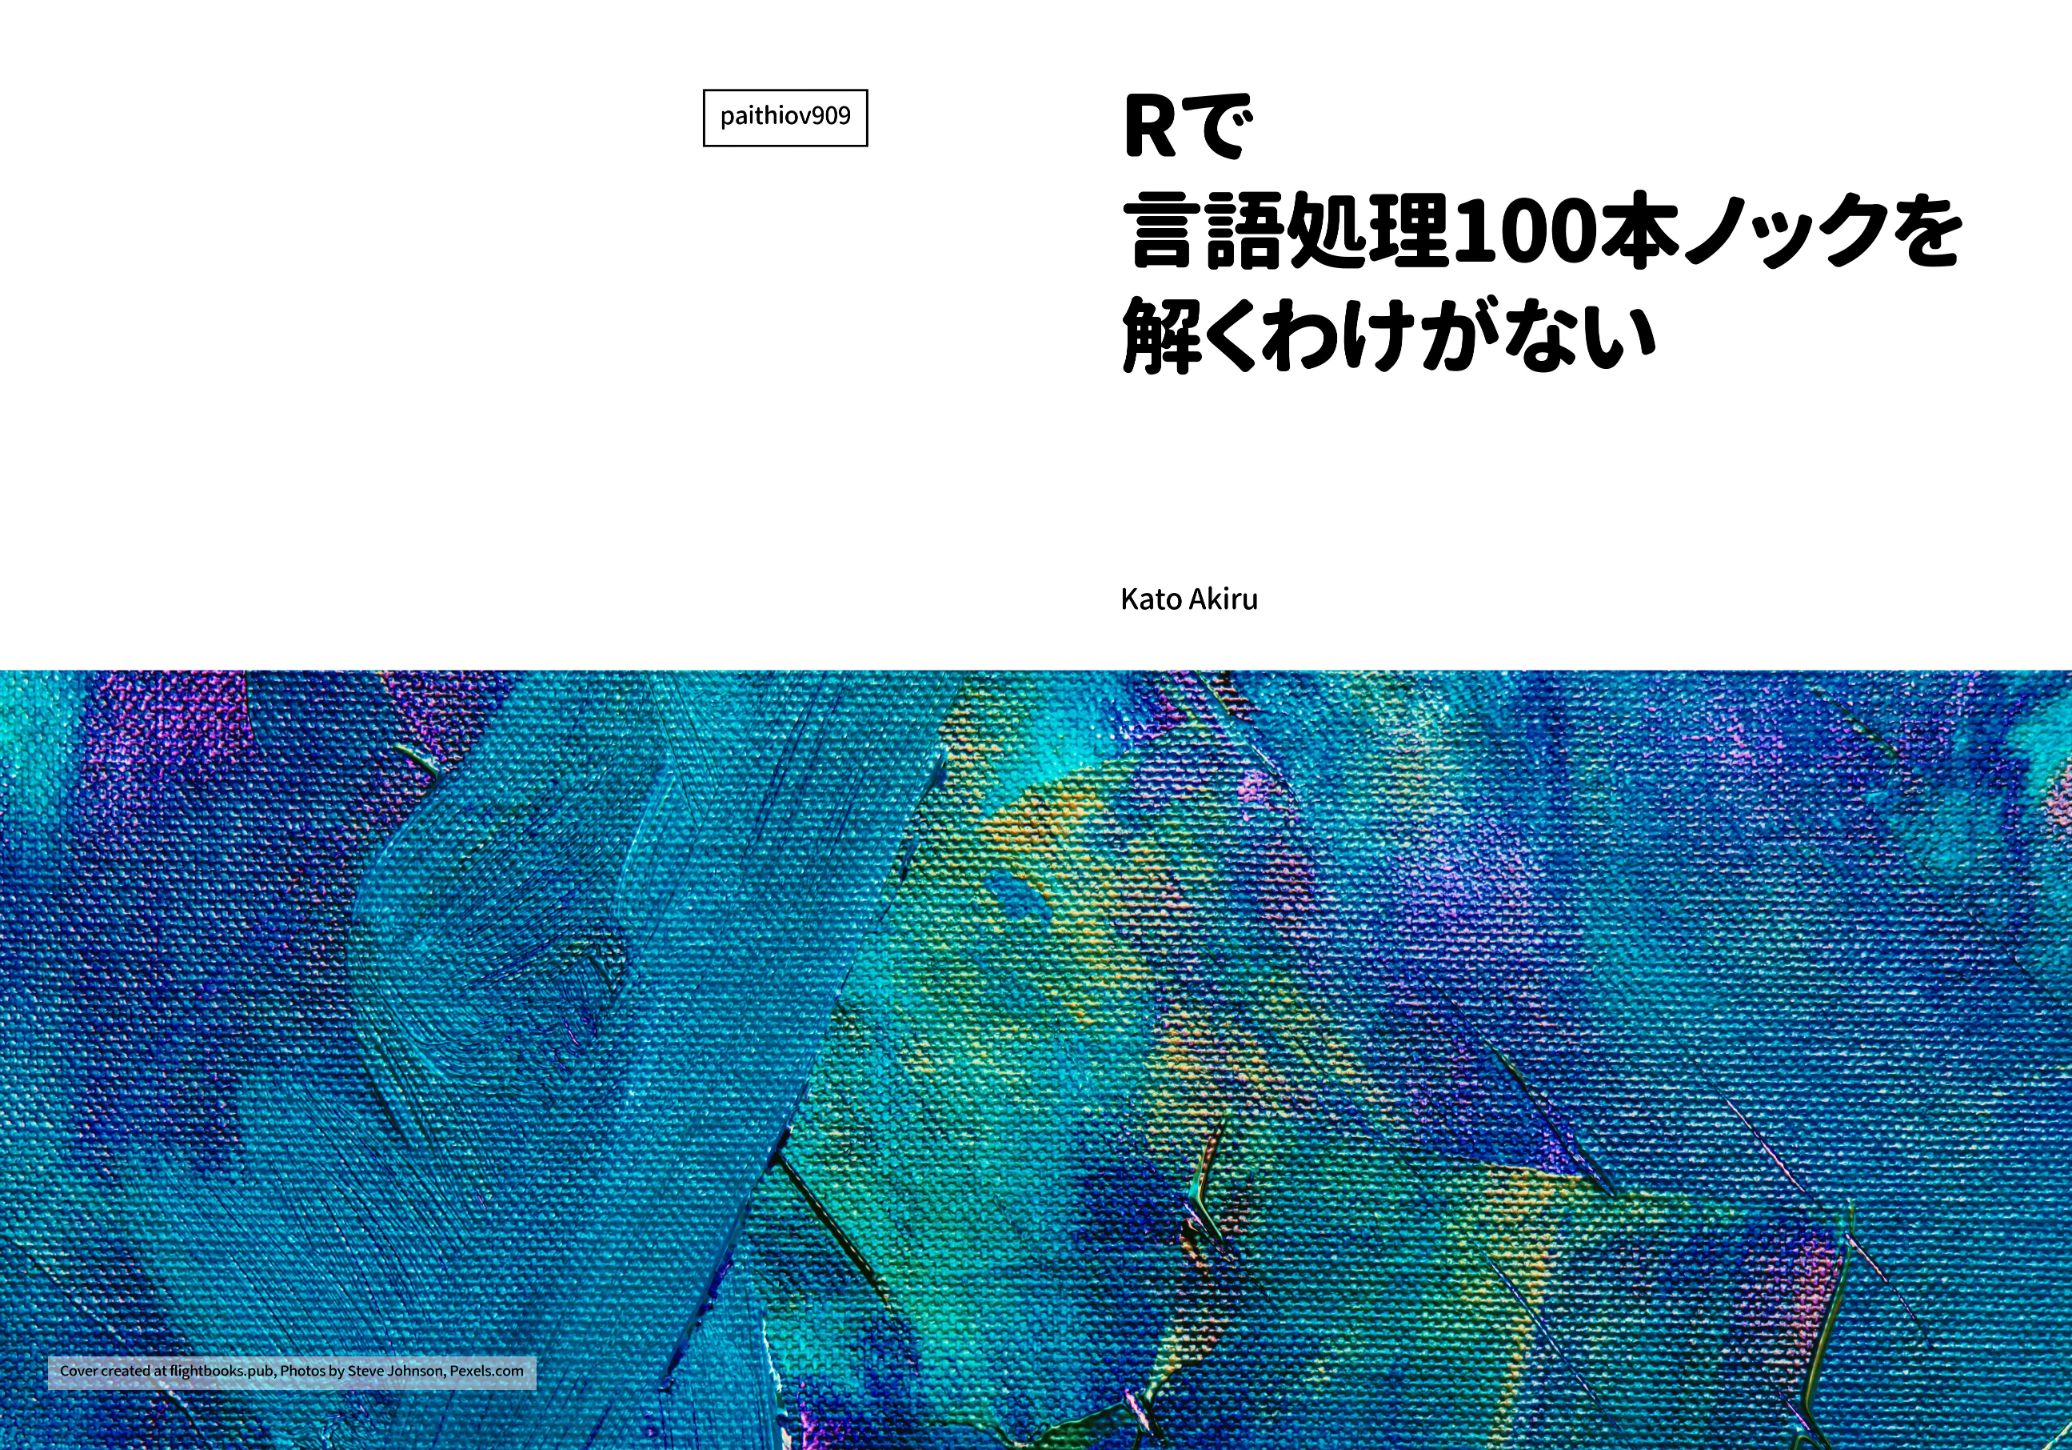 paithiov909
Rで
言語処理100本ノックを
解くわけがない
Kato Akiru
Cover created at flightbooks.pub, Photos by Steve Johnson, Pexels.com